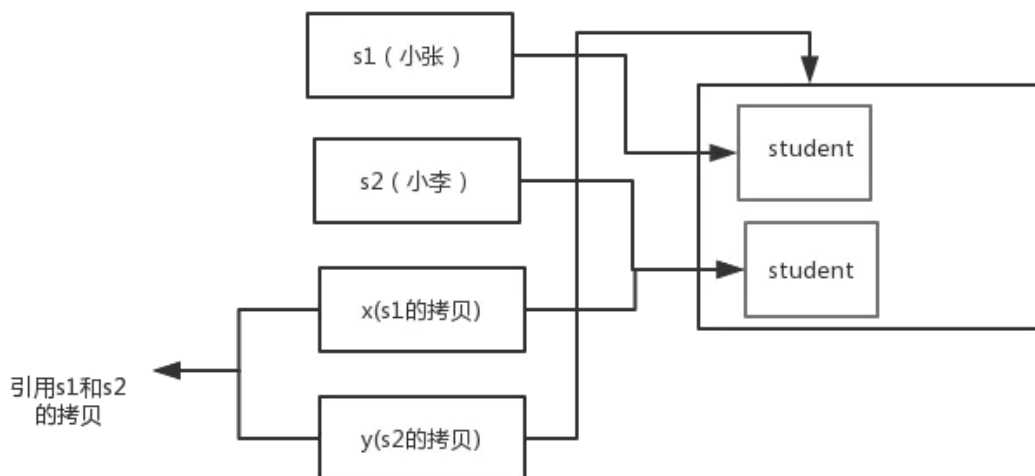 s1（小张）
student
s2（小李）
student
x(s1的拷贝)
引用s1和s2
的拷贝
y(s2的拷贝)